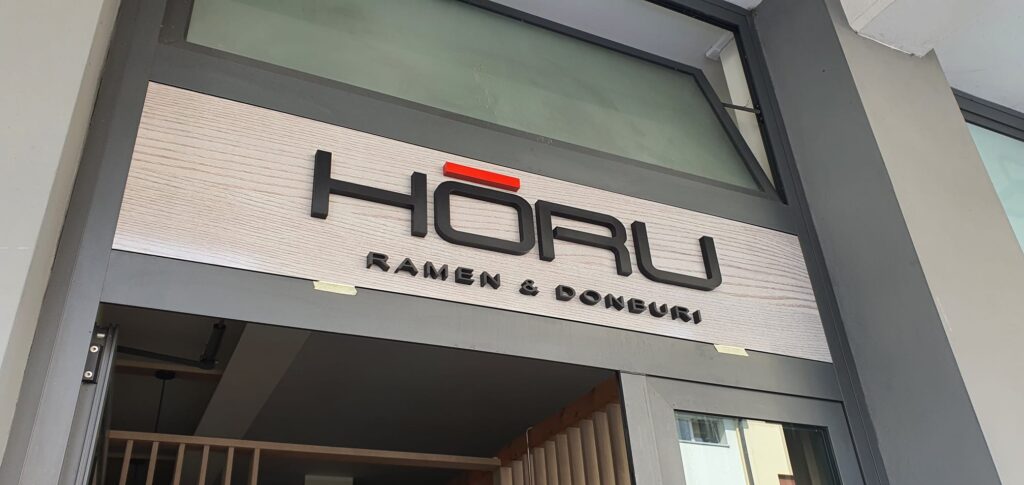 HŌRU
RAMEN & DONBURI